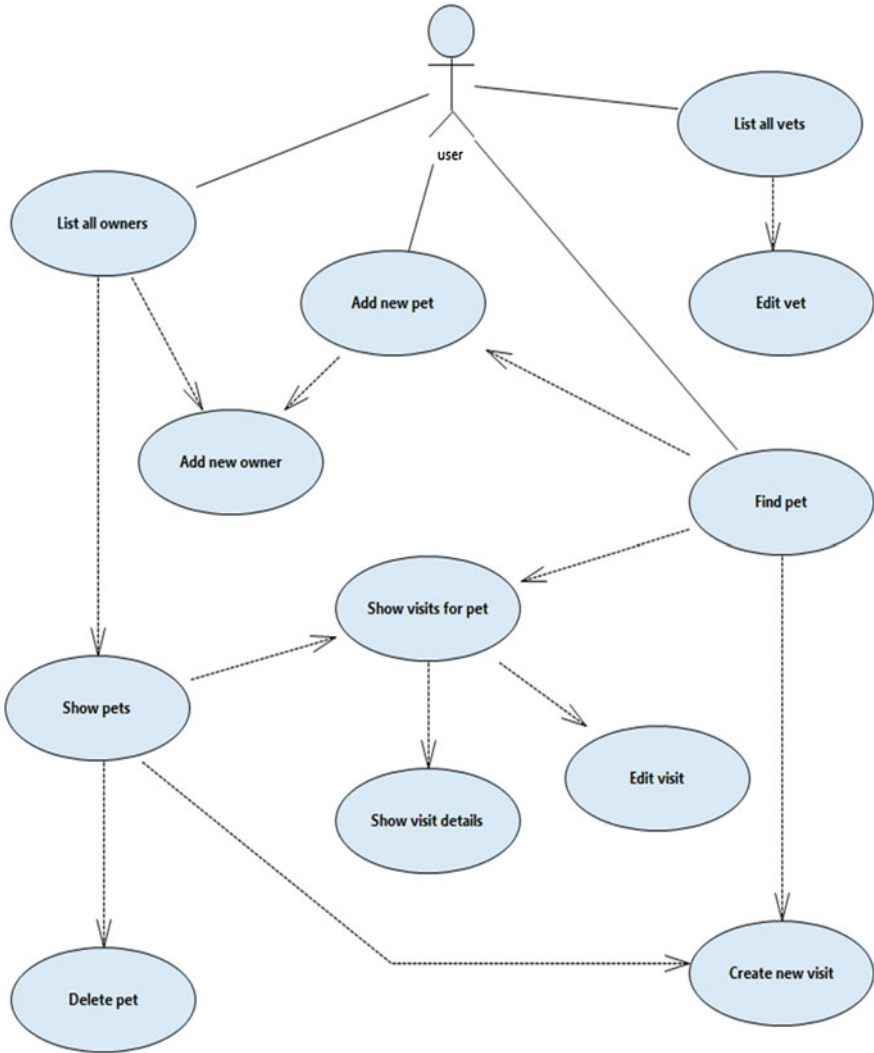 List all vets
user
List all owners
Add new pet
Edit vet
Add new owner
Find pet
Show visits for pet
Show pets
Edit visit
Show visit details
Create new visit
Delete pet